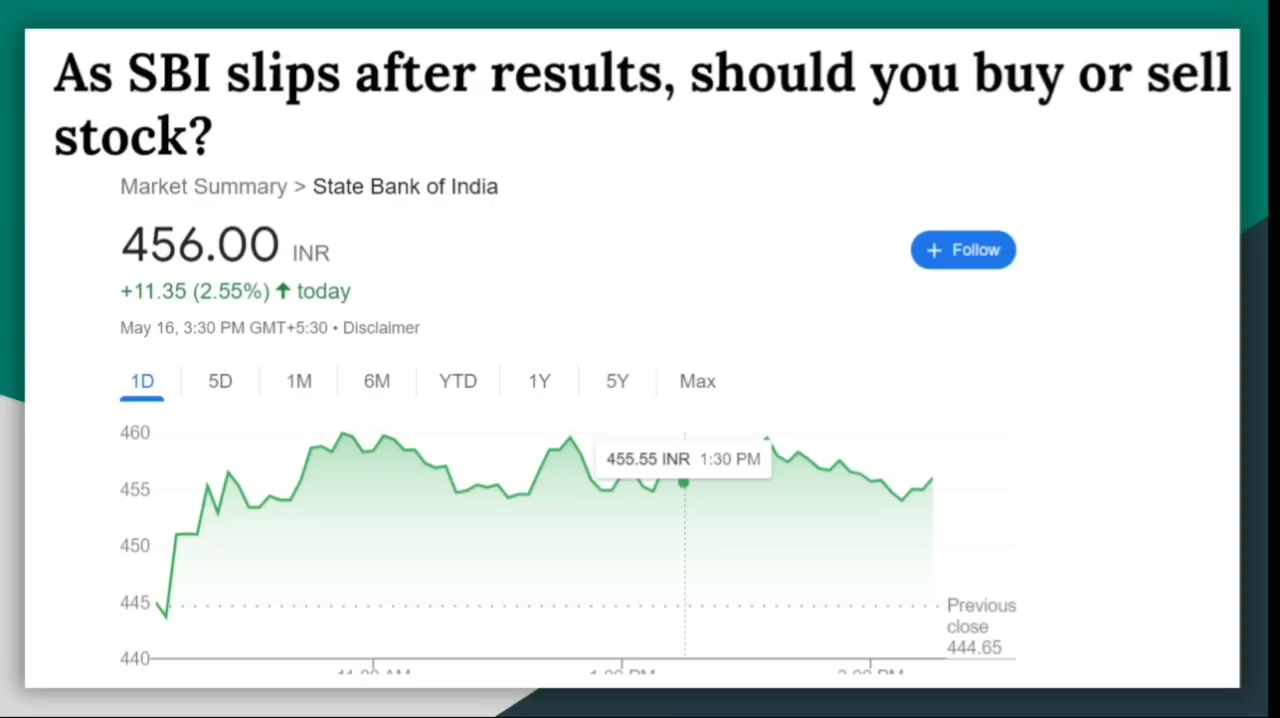 As SBI slips after results, should you buy or sell
stock?
Market Summary > State Bank of India
456.00 INR
+ Follow
+11.35 (2.55%) ↑ today
May 16, 3:30 PM GMT+5:30 • Disclaimer
1D 5D 1M 6M YTD 1Y 5Y Max
460
455.55 INR 1:30 PM
455
450
445
Previous
close
444.65
440